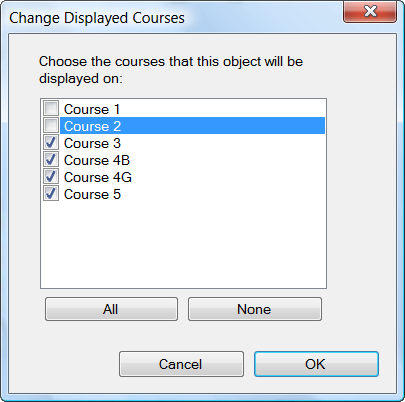 Change Displayed Courses
Choose the courses that this object will be
displayed on:
Course 1
Course 2
Course 3
Course 4B
Course 4G
Course 5
All
None
Cancel
OK